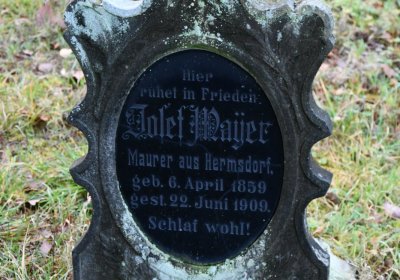 Hier
ruhet in Frieden:
Josef Mayer
Maurer aus Hermsdorf,
geb. 6. April 1859
gest. 22. Juni 1909.
Schlaf wohl!